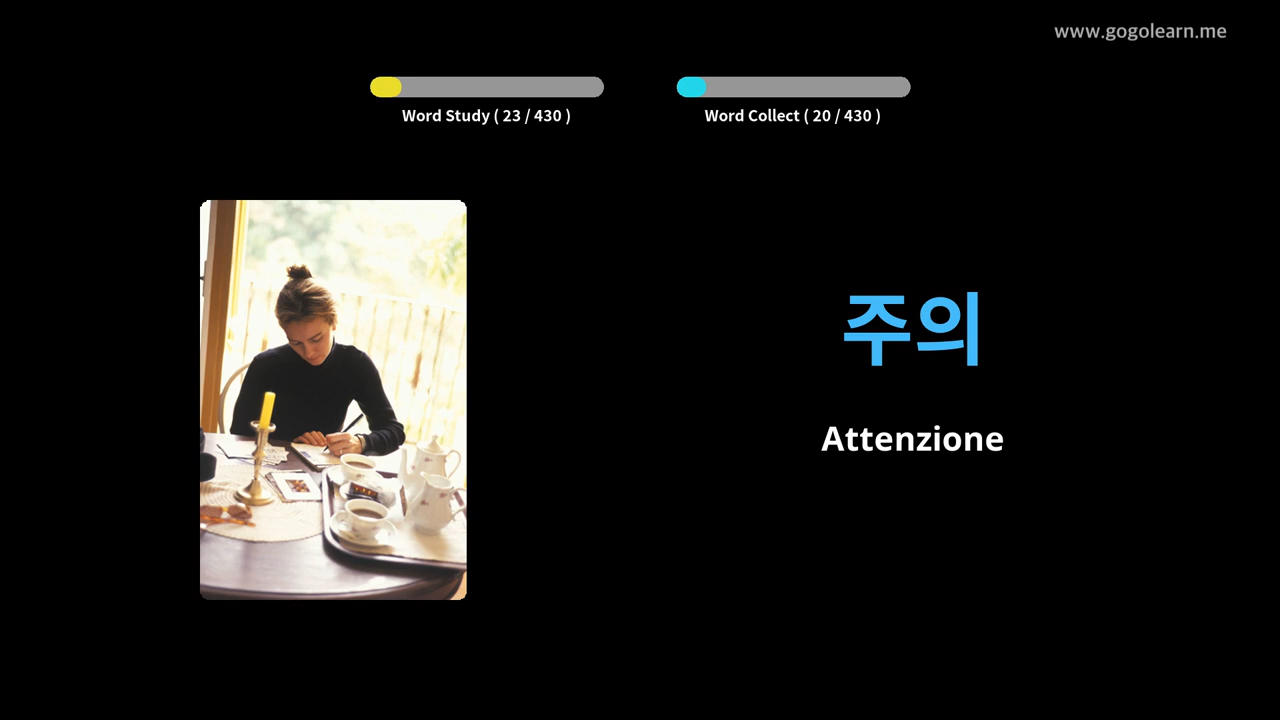 www.gogolearn.me
Word Study ( 23 / 430 )
Word Collect ( 20 / 430 )
주의
Attenzione